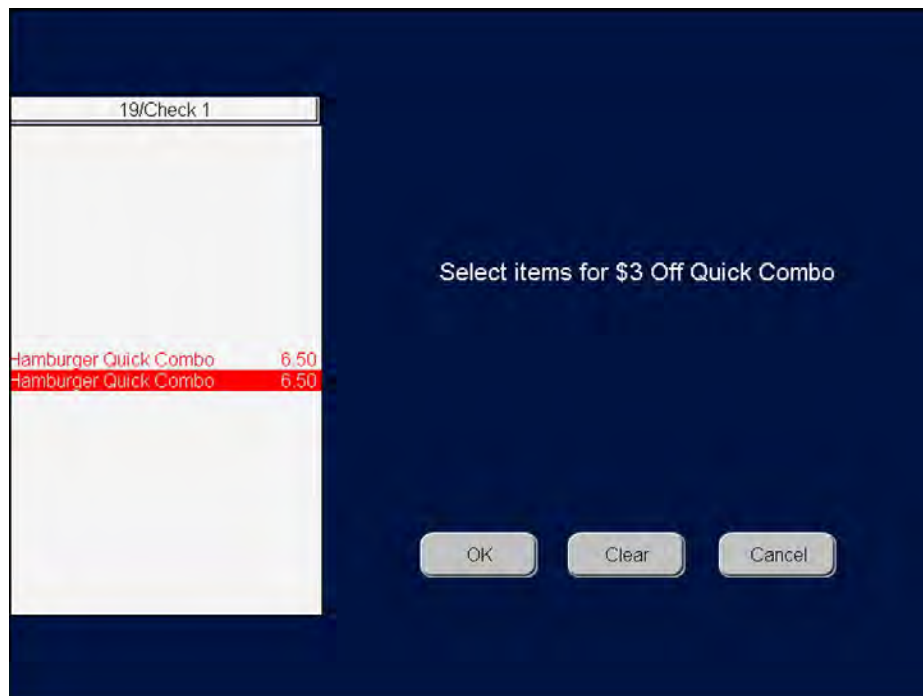 19/Check 1
Select items for $3 Off Quick Combo
Hamburger Quick Combo 6.50
Hamburger Quick Combo 6.50
OK Clear Cancel